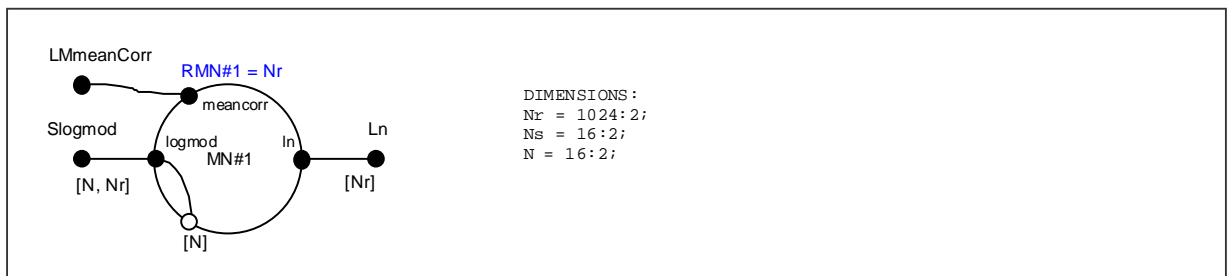 LMmeanCorr
RMN#1 = Nr
meancorr
Slogmod
logmod
ln
Ln
MN#1
[N, Nr]
[Nr]
[N]
DIMENSIONS:
Nr = 1024:2;
Ns = 16:2;
N = 16:2;